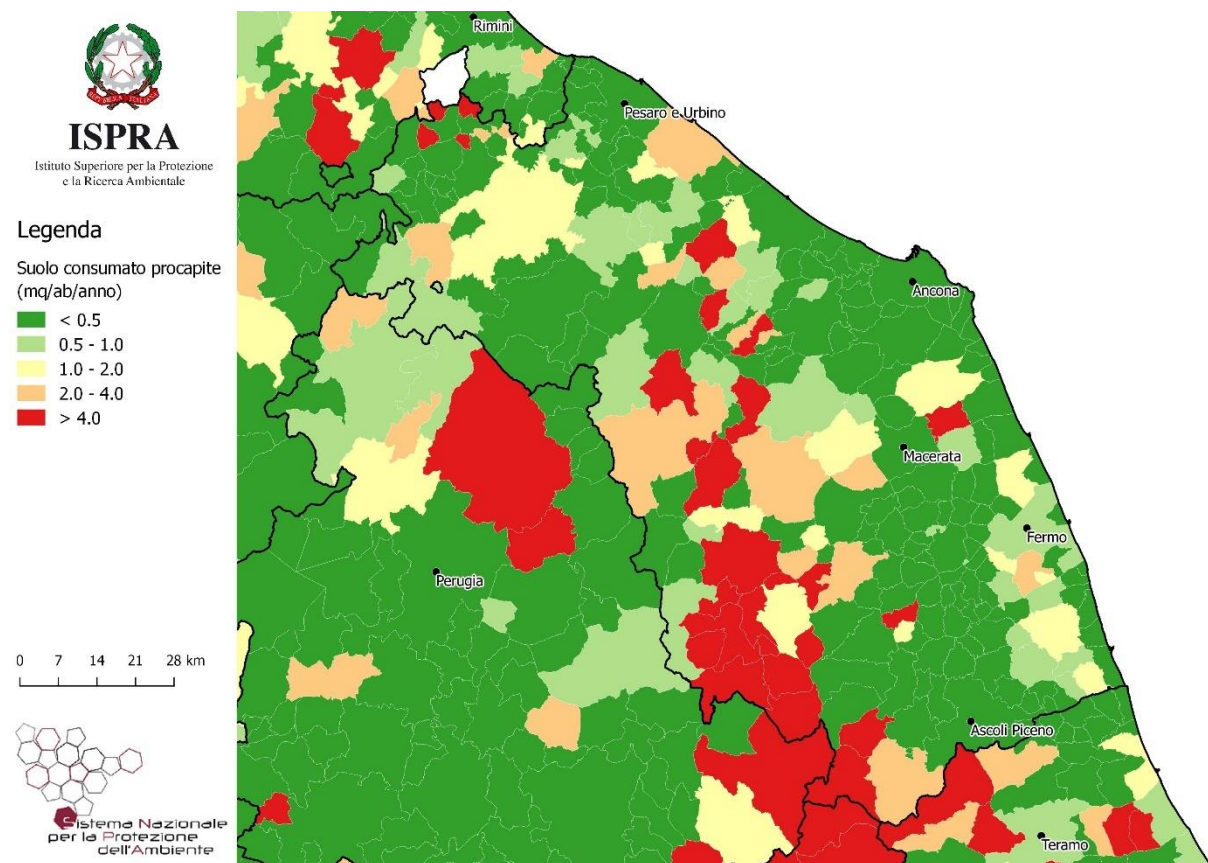 REPVBBLICA ITALIANA
ISPRA
Istituto Superiore per la Protezione
e la Ricerca Ambientale
Legenda
Suolo consumato procapite
(mq/ab/anno)
< 0.5
0.5 - 1.0
1.0 - 2.0
2.0 - 4.0
> 4.0
0 7 14 21 28 km
Sistema Nazionale
per la Protezione
dell'Ambiente
Rimini
Pesaro e Urbino
Ancona
Macerata
Fermo
Perugia
Ascoli Piceno
Teramo